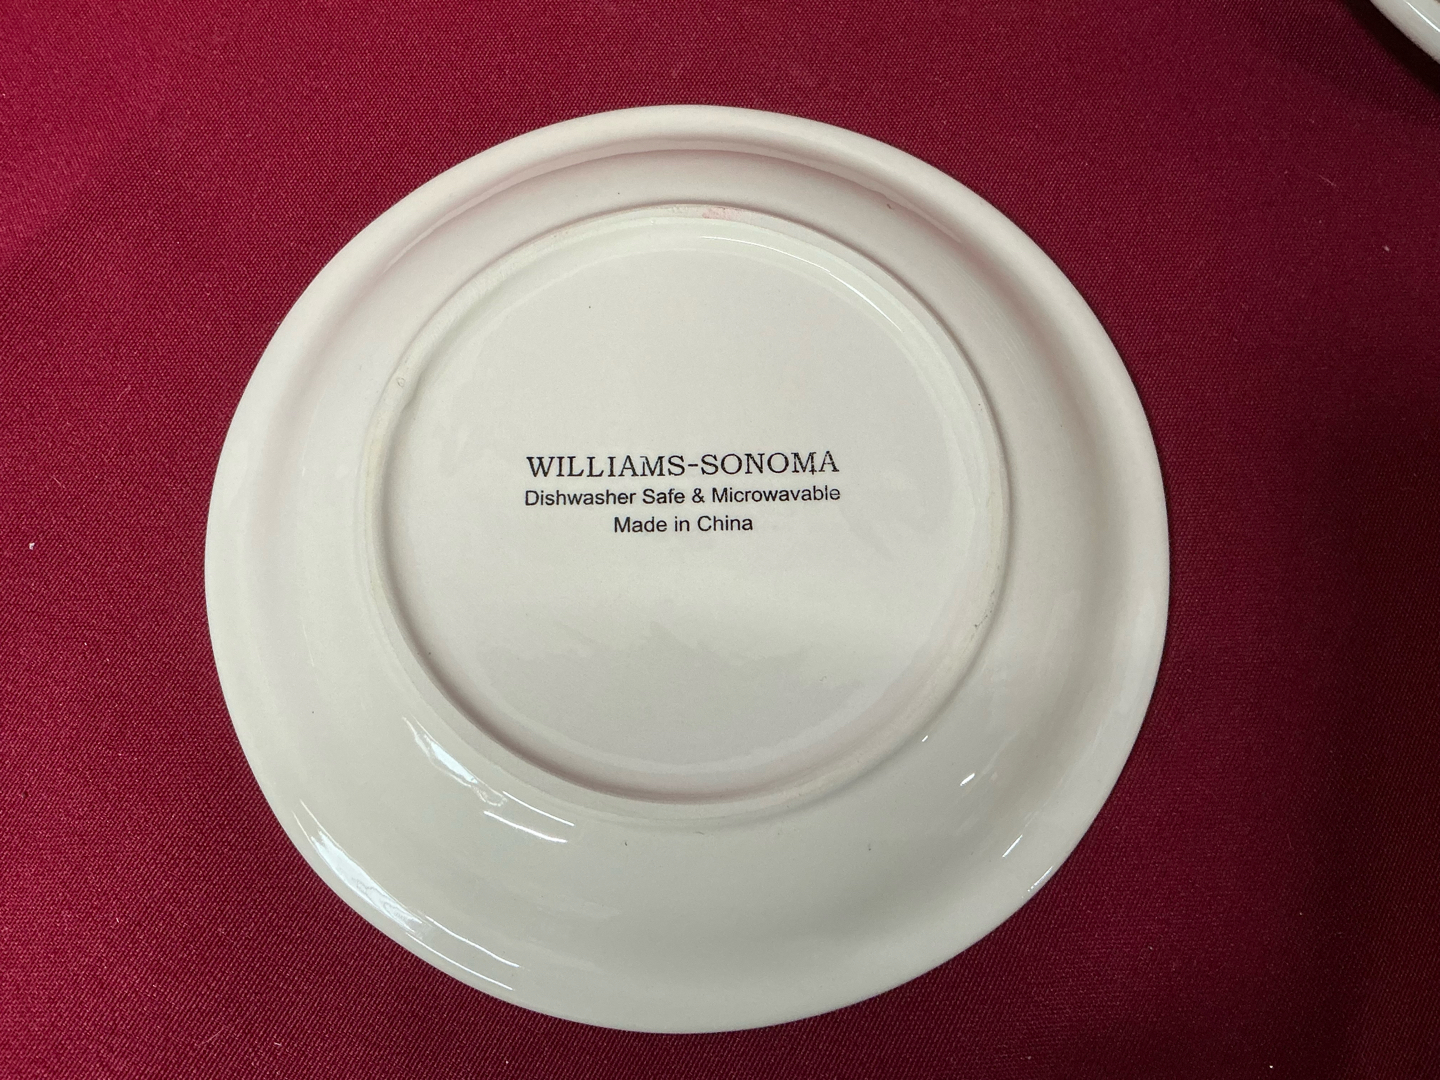 WILLIAMS-SONOMA
Dishwasher Safe & Microwavable
Made in China